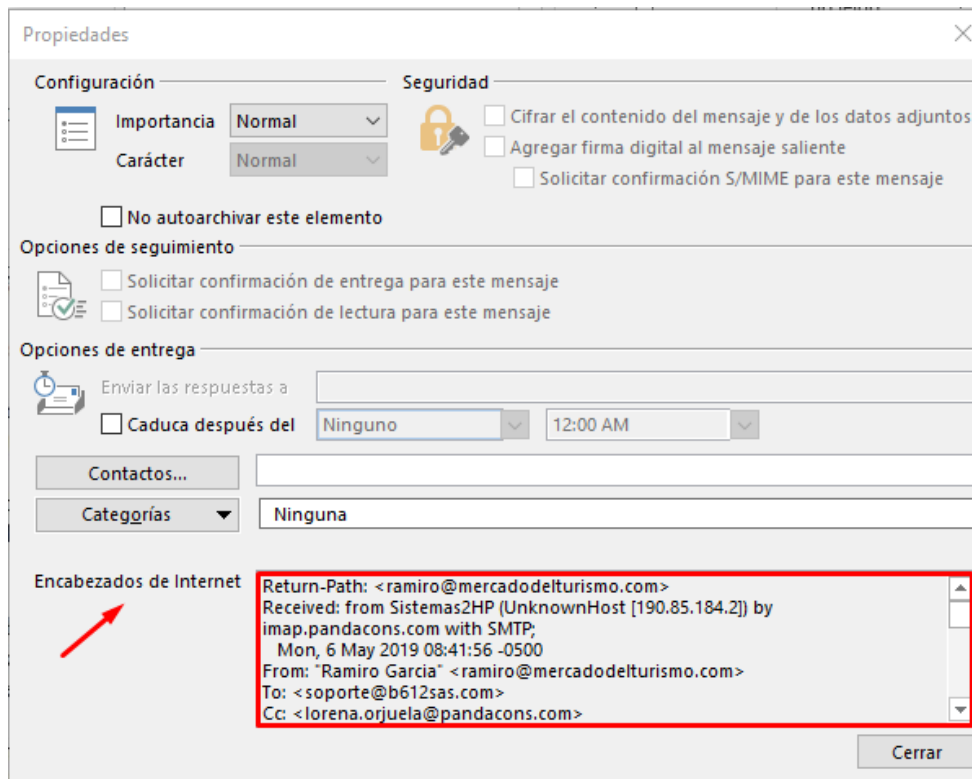 Propiedades
Configuración
Seguridad
Importancia
Normal
Carácter
Normal
Cifrar el contenido del mensaje y de los datos adjuntos
Agregar firma digital al mensaje saliente
Solicitar confirmación S/MIME para este mensaje
No autoarchivar este elemento
Opciones de seguimiento
Solicitar confirmación de entrega para este mensaje
Solicitar confirmación de lectura para este mensaje
Opciones de entrega
Enviar las respuestas a
Caduca después del
Ninguno
12:00 AM
Contactos...
Categorías
Ninguna
Encabezados de Internet
Return-Path: <ramiro@mercadodelturismo.com>
Received: from Sistemas2HP (UnknownHost [190.85.184.2]) by
imap.pandacons.com with SMTP;
Mon, 6 May 2019 08:41:56 -0500
From: "Ramiro Garcia" <ramiro@mercadodelturismo.com>
To: <soporte@b612sas.com>
Cc: <lorena.orjuela@pandacons.com>
Cerrar